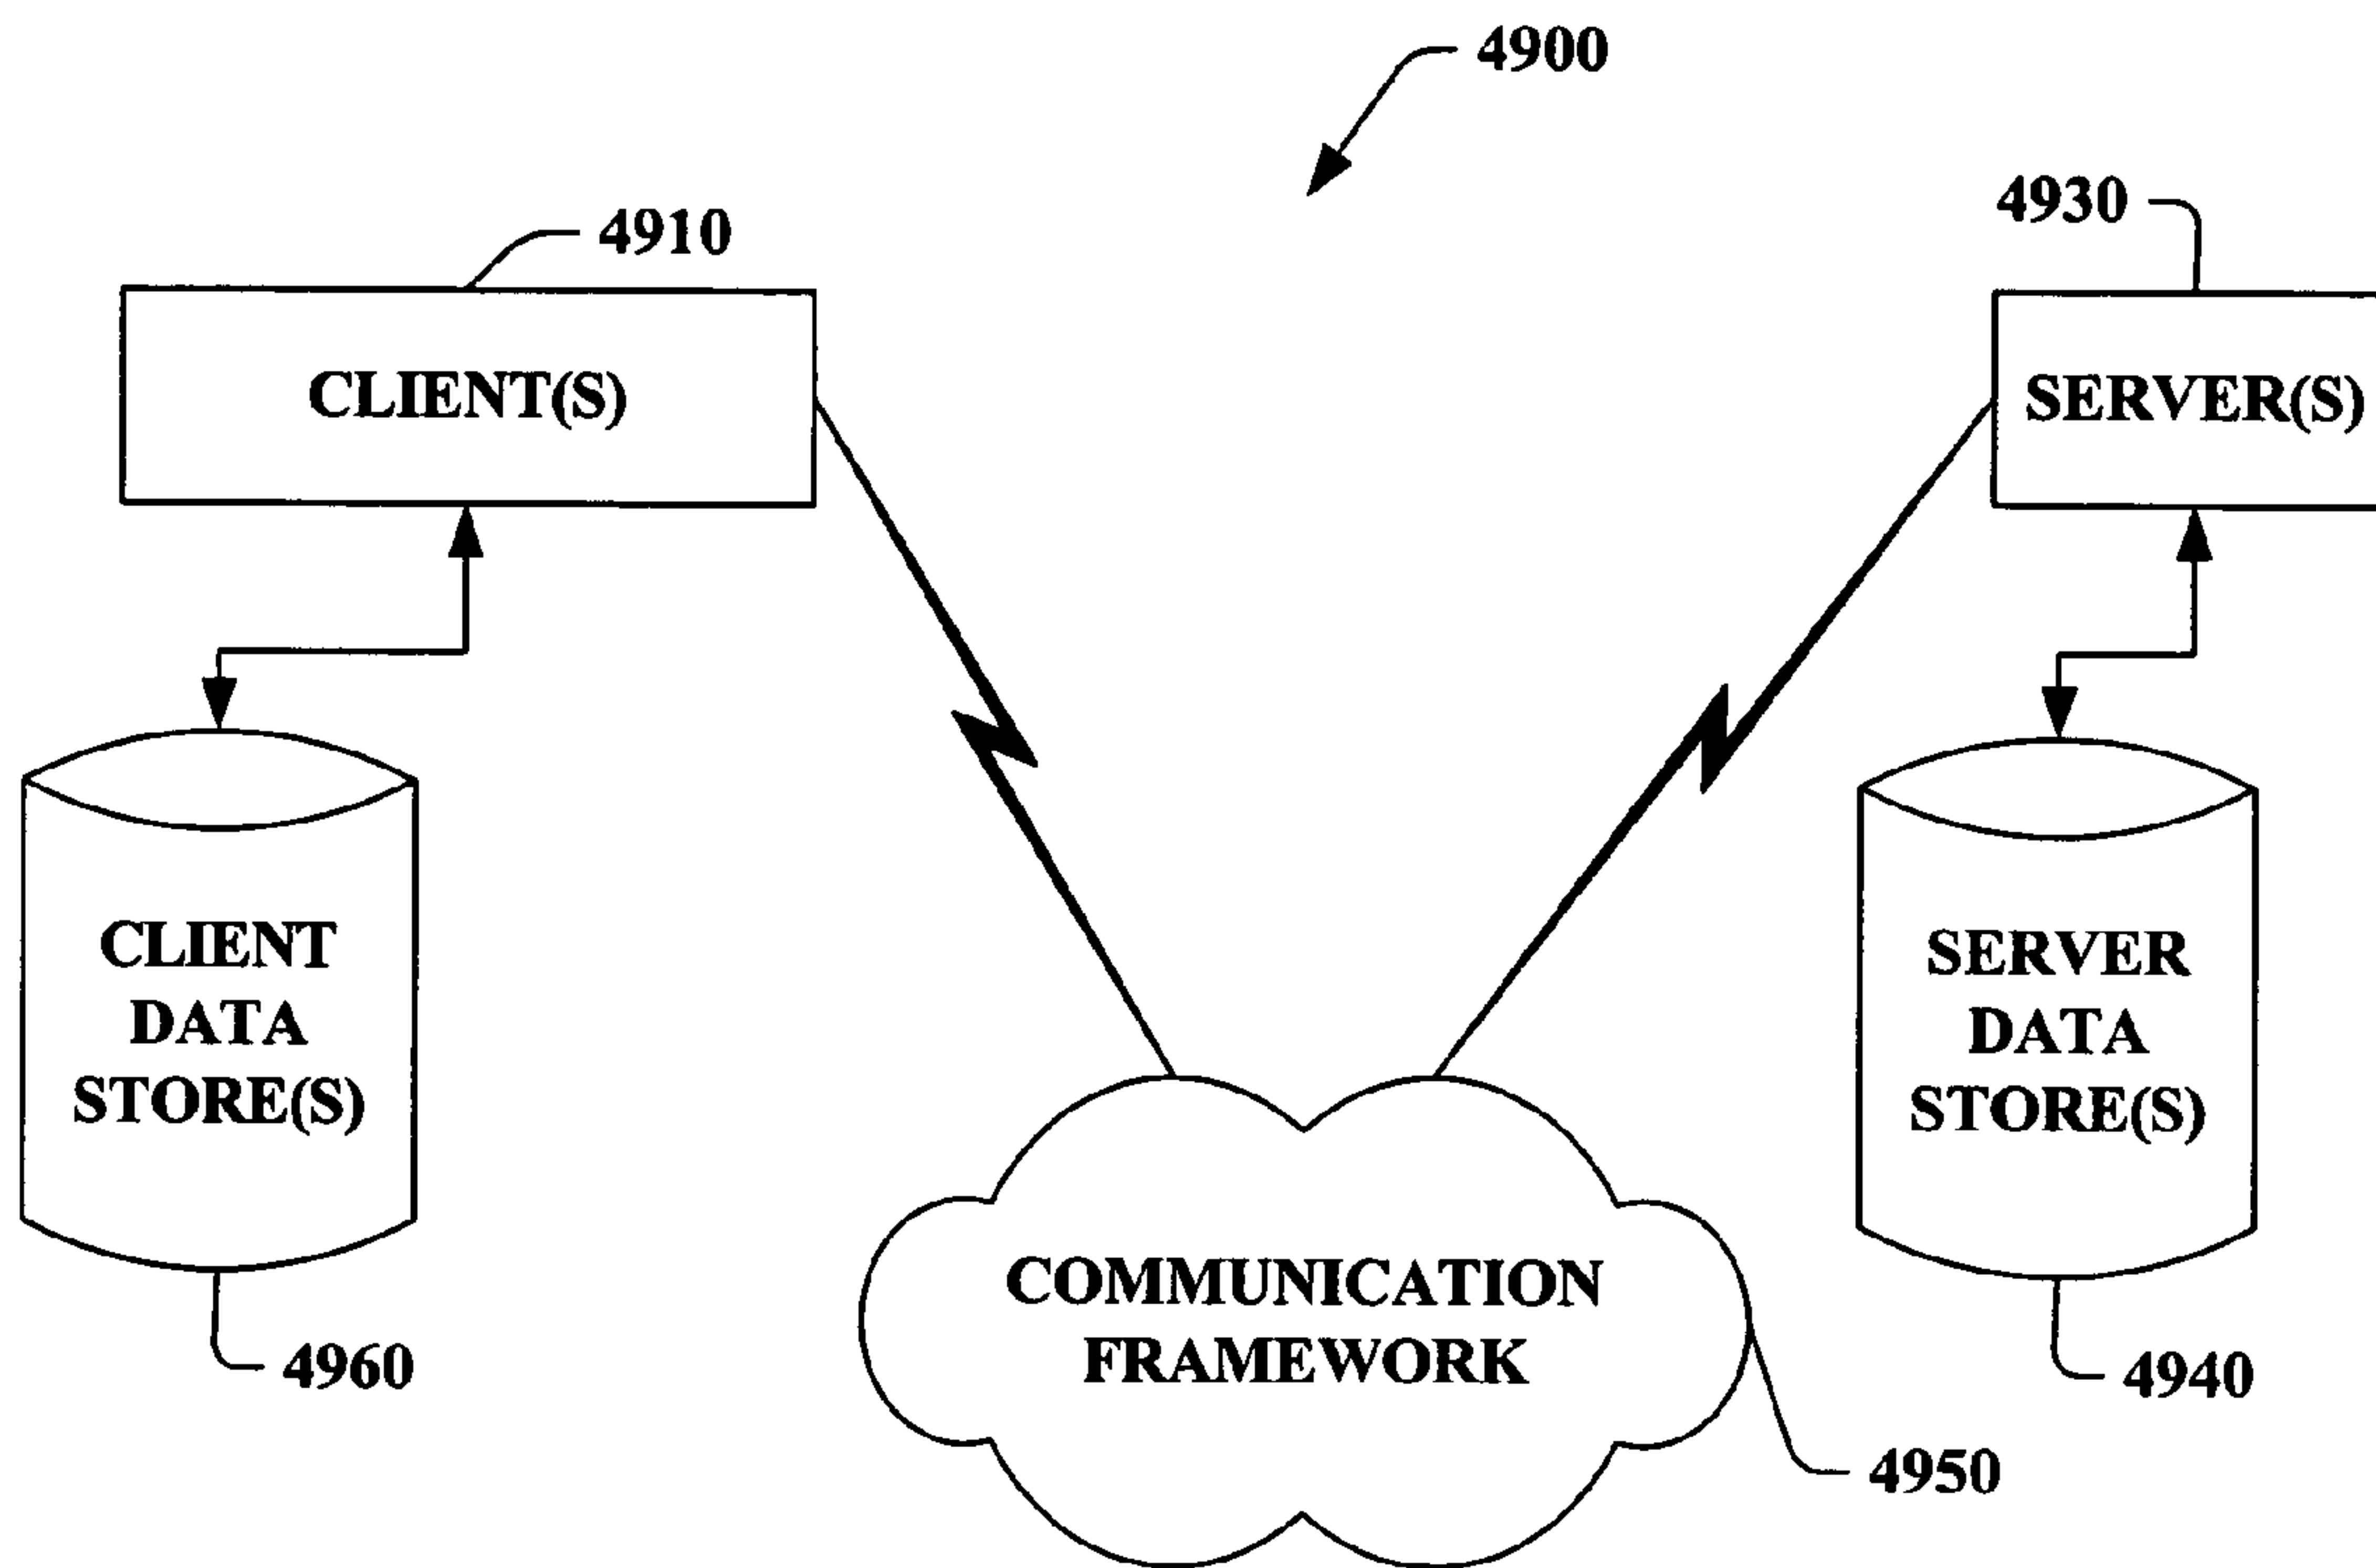 4900
4910
4930
CLIENT(S)
SERVER(S)
CLIENT
DATA
STORE(S)
SERVER
DATA
STORE(S)
COMMUNICATION
FRAMEWORK
4960
4940
4950